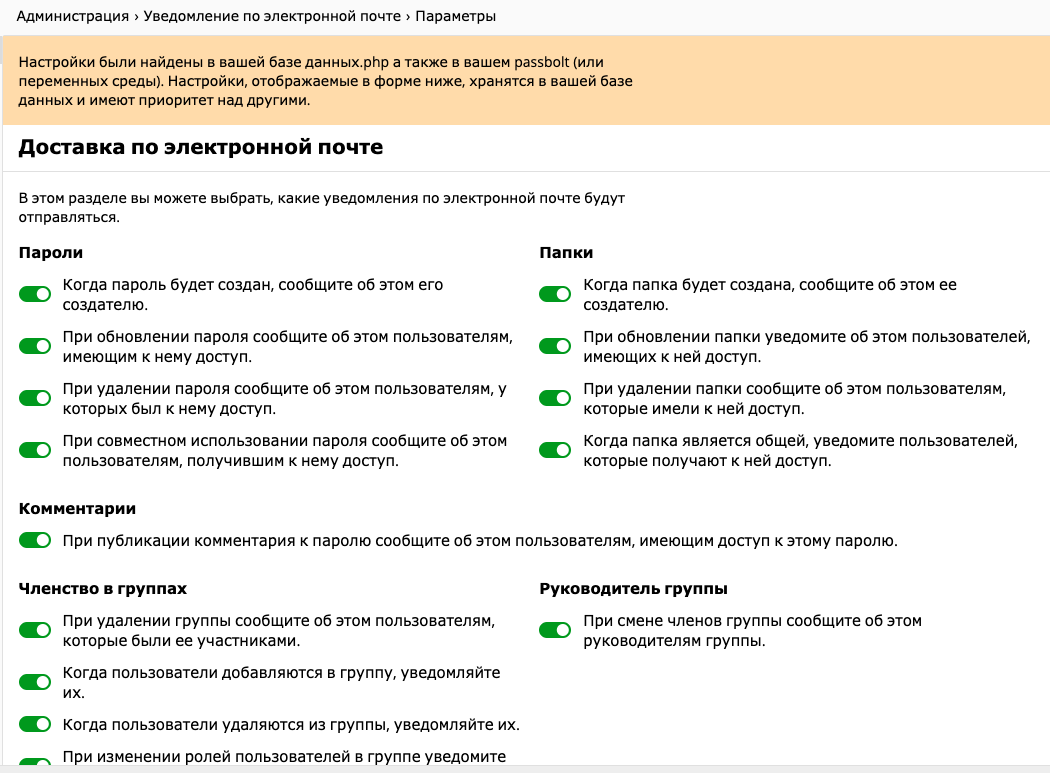 Администрация › Уведомление по электронной почте › Параметры
Настройки были найдены в вашей базе данных.php а также в вашем passbolt (или
переменных среды). Настройки, отображаемые в форме ниже, хранятся в вашей базе
данных и имеют приоритет над другими.
Доставка по электронной почте
В этом разделе вы можете выбрать, какие уведомления по электронной почте будут
отправляться.
Пароли
Когда пароль будет создан, сообщите об этом его
создателю.
При обновлении пароля сообщите об этом пользователям,
имеющим к нему доступ.
При удалении пароля сообщите об этом пользователям, у
которых был к нему доступ.
При совместном использовании пароля сообщите об этом
пользователям, получившим к нему доступ.
Папки
Когда папка будет создана, сообщите об этом ее
создателю.
При обновлении папки уведомите об этом пользователей,
имеющих к ней доступ.
При удалении папки сообщите об этом пользователям,
которые имели к ней доступ.
Когда папка является общей, уведомите пользователей,
которые получают к ней доступ.
Комментарии
При публикации комментария к паролю сообщите об этом пользователям, имеющим доступ к этому паролю.
Членство в группах
При удалении группы сообщите об этом пользователям,
которые были ее участниками.
Когда пользователи добавляются в группу, уведомляйте
их.
Когда пользователи удаляются из группы, уведомляйте их.
При изменении ролей пользователей в группе уведомите
Руководитель группы
При смене членов группы сообщите об этом
руководителям группы.